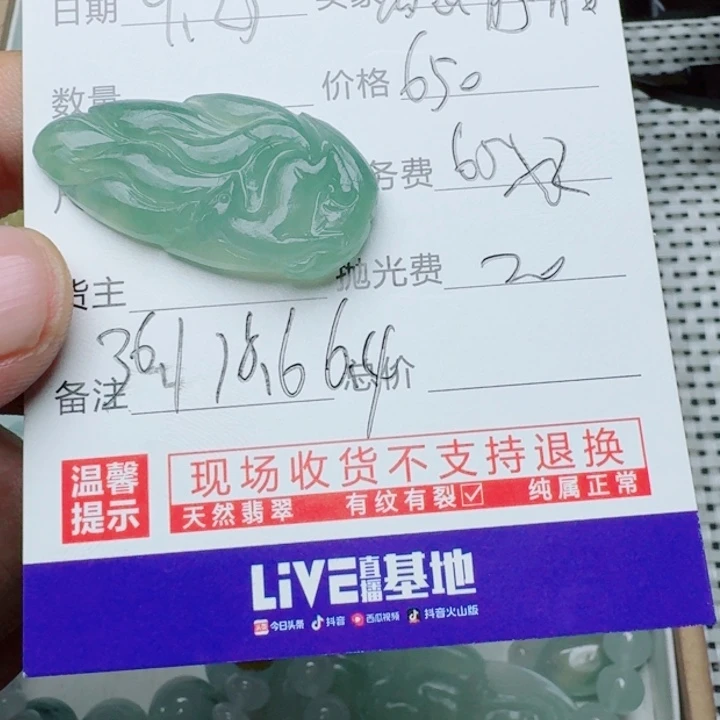 日期
数量 价格 650
务费 60
货主 抛光费 20
备注 36.1 18.6 6.4 总价
温馨提示
现场收货不支持退换
天然翡翠 有纹有裂☑ 纯属正常
LiVE直播基地
今日头条 抖音 西瓜视频 抖音火山版